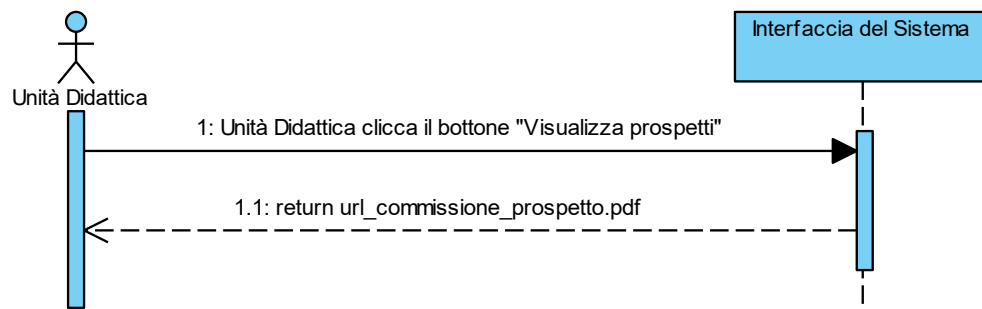 Interfaccia del Sistema
Unità Didattica
1: Unità Didattica clicca il bottone "Visualizza prospetti"
1.1: return url_commissione_prospetto.pdf